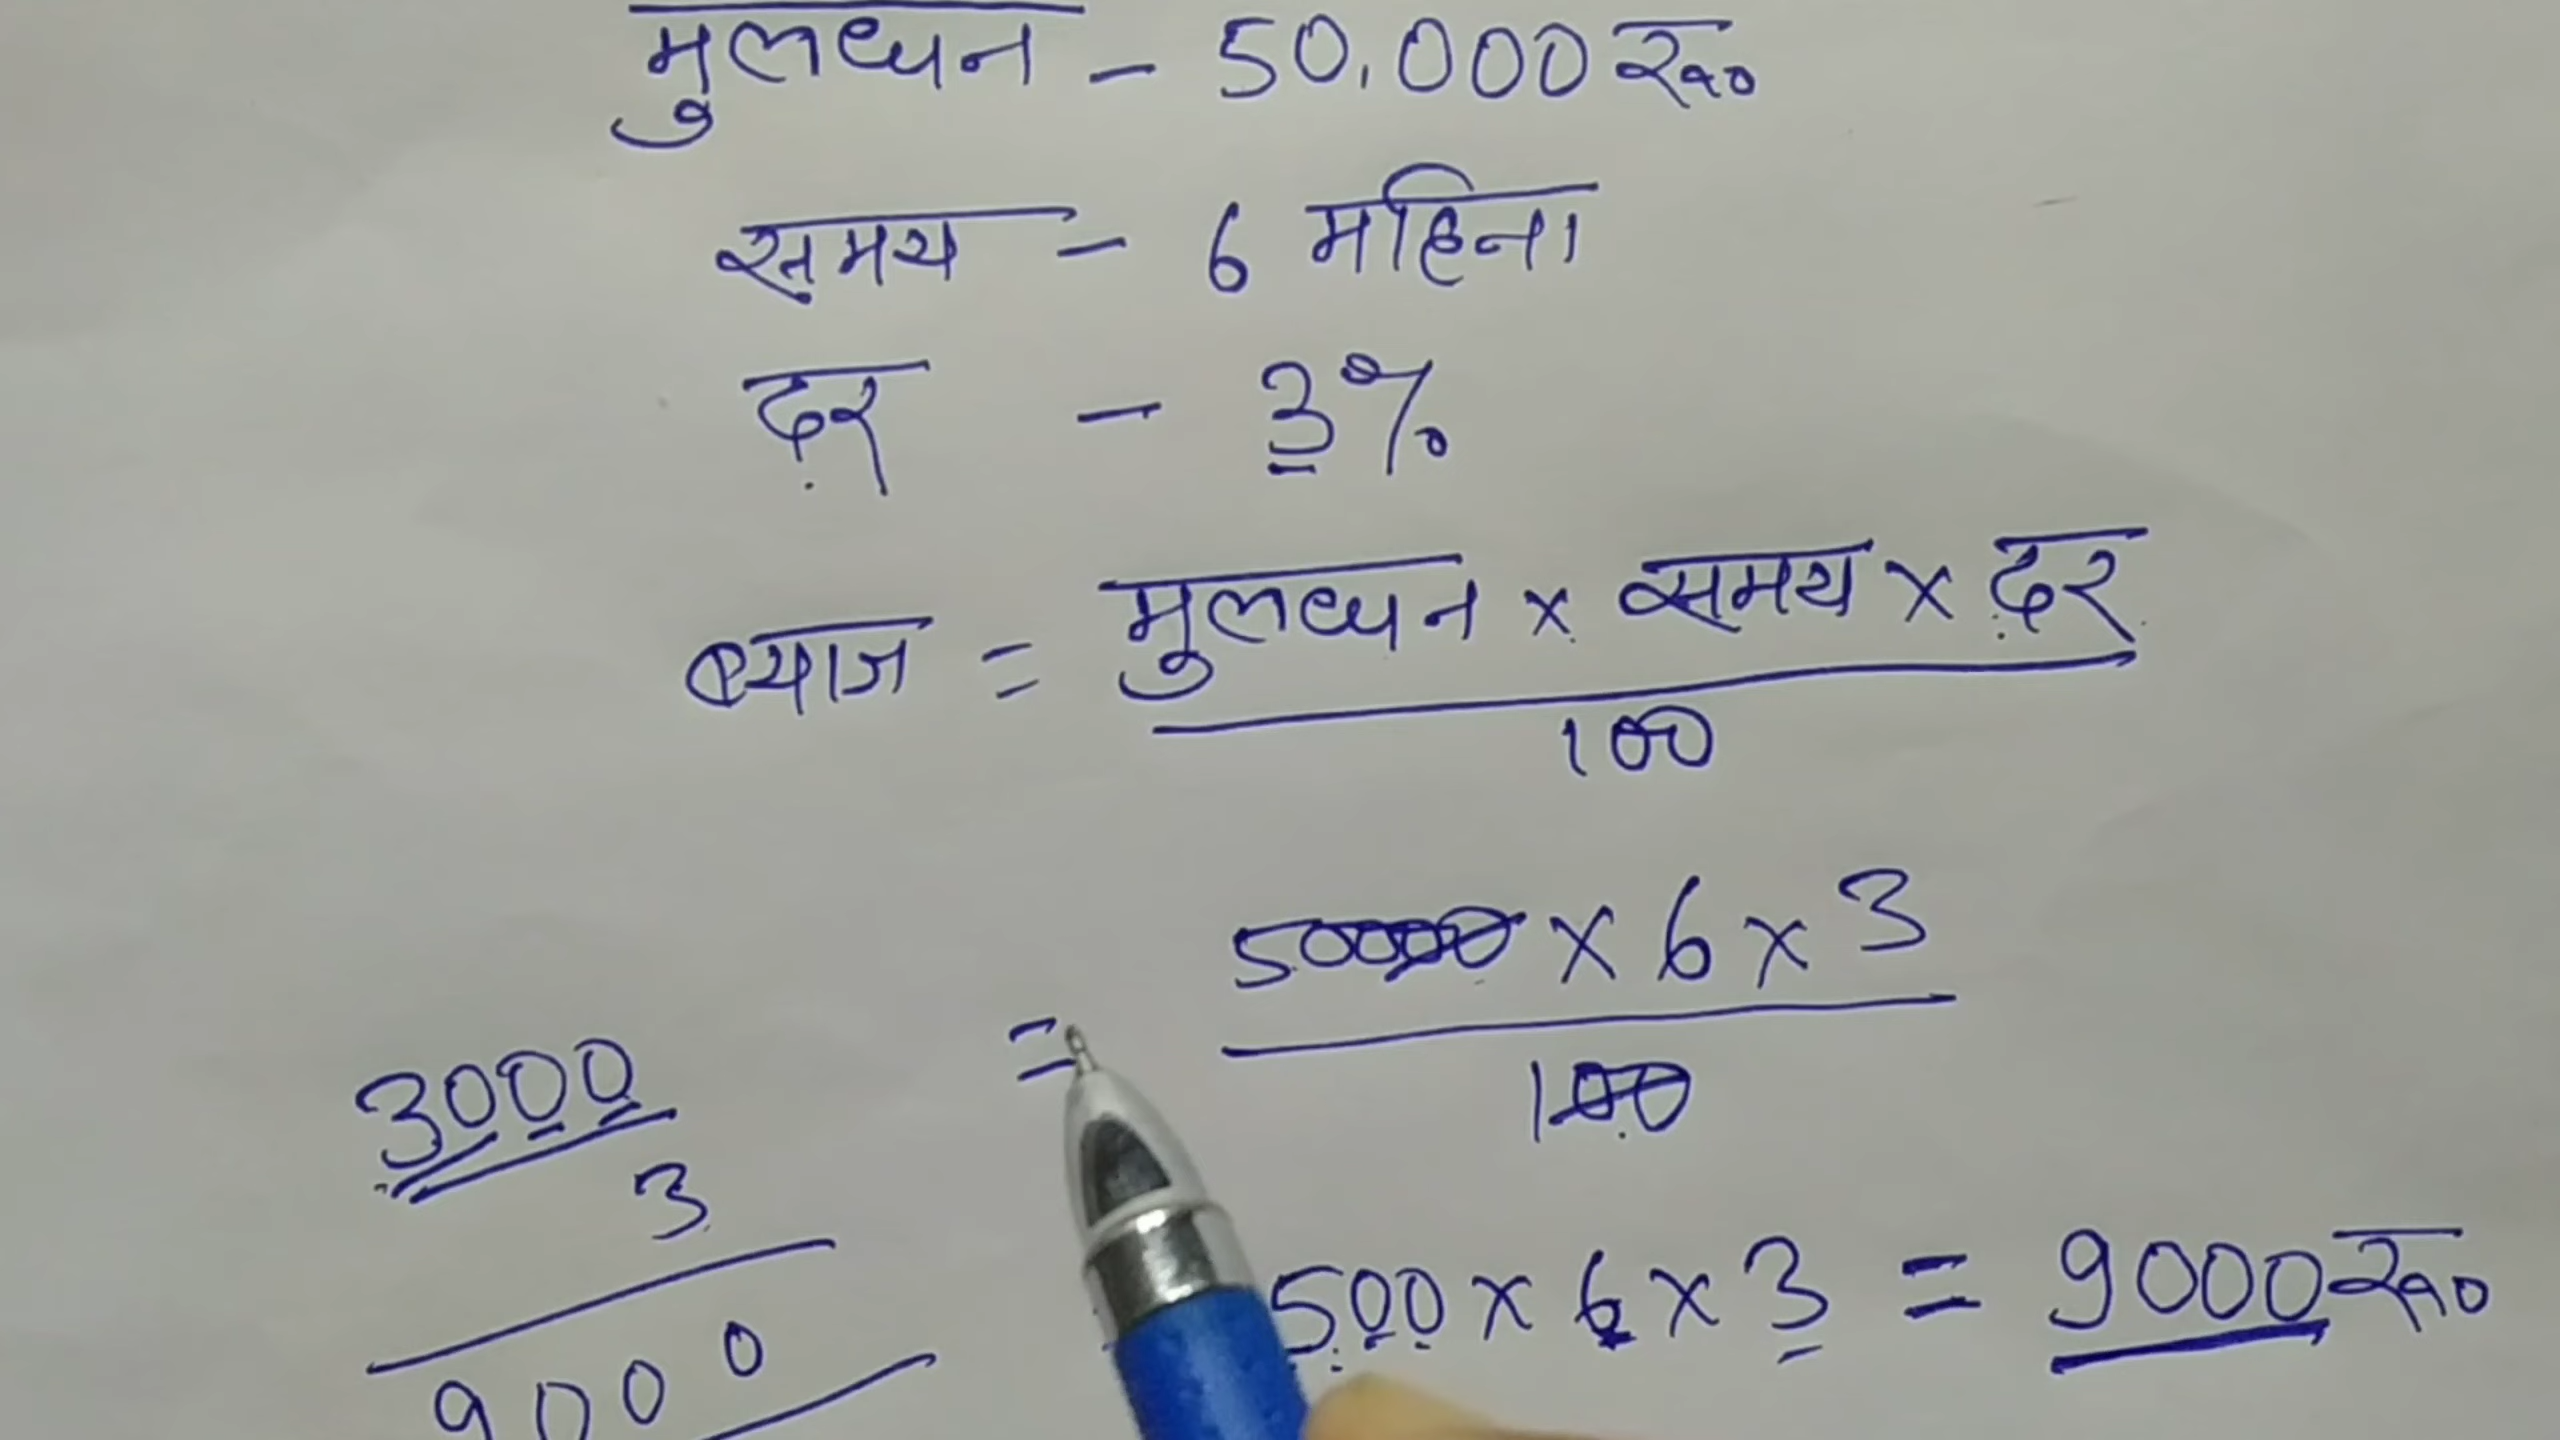 मुलधन - 50,000 रू०
समय - 6 महिना
दर - 3%
ब्याज = मुलधन × समय × दर
100
= 50000 × 6 × 3
100
3000
3
9000
500 × 6 × 3 = 9000 रू०